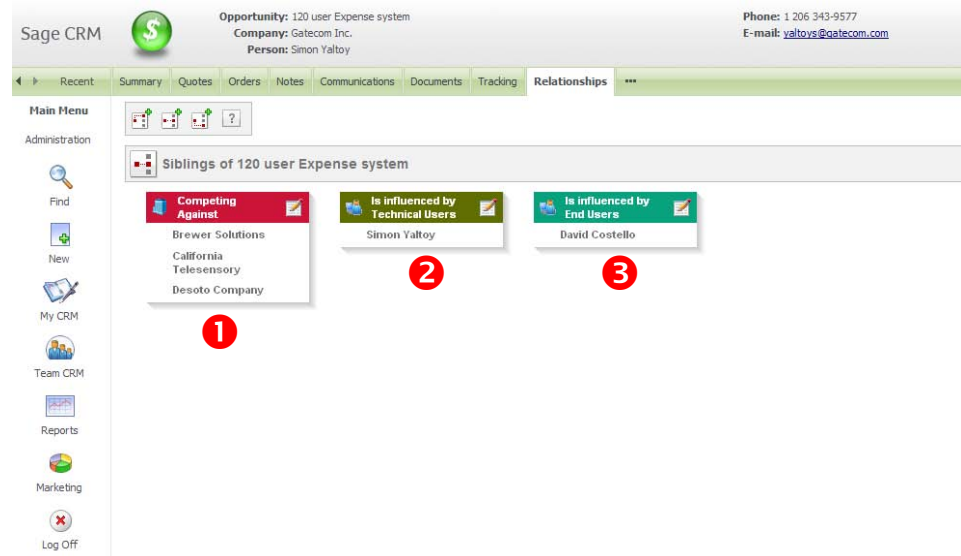 Sage CRM
Opportunity: 120 user Expense system
Company: Gatecom Inc.
Person: Simon Yaltoy
Phone: 1 206 343-9577
E-mail: yaltoys@gatecom.com
Recent
Summary Quotes Orders Notes Communications Documents Tracking Relationships •••
Main Menu
Administration
Find
New
My CRM
Team CRM
Reports
Marketing
Log Off
$
?
Siblings of 120 user Expense system
Competing
Against
Brewer Solutions
California
Telesensory
Desoto Company
1
Is influenced by
Technical Users
Simon Yaltoy
2
Is influenced by
End Users
David Costello
3